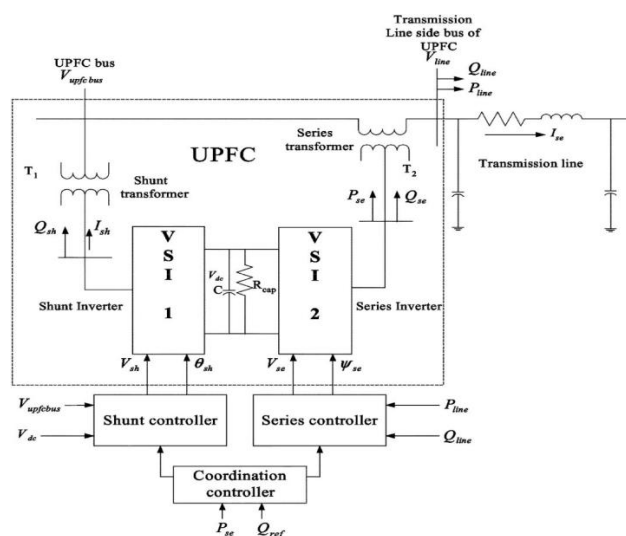 Transmission
Line side bus of
UPFC
V_line
UPFC bus
V_upfcbus
Q_line
P_line
Series
transformer
UPFC
T_1
T_2
I_se
Transmission line
Shunt
transformer
P_se
Q_se
Q_sh
I_sh
V
S
I
1
V_dc
C
R_cap
V
S
I
2
Shunt Inverter
Series Inverter
V_sh
θ_sh
V_se
ψ_se
V_upfcbus
V_dc
Shunt controller
Series controller
P_line
Q_line
Coordination
controller
P_se
Q_ref